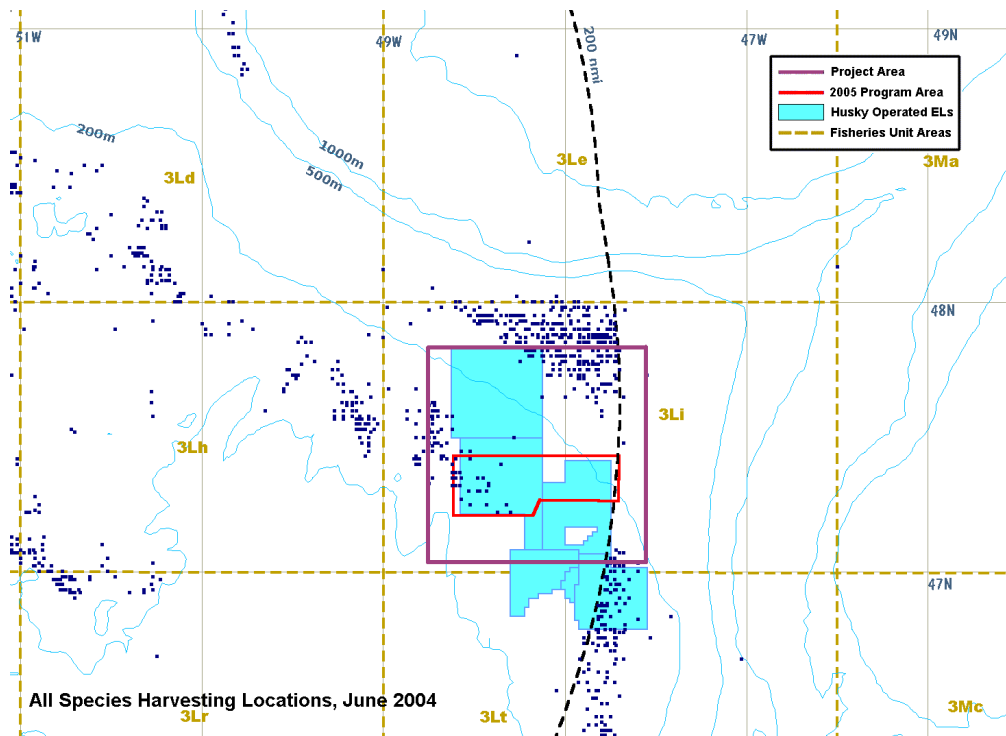 51W
49W
200 nmi
47W
49N
Project Area
2005 Program Area
Husky Operated ELs
Fisheries Unit Areas
200m
1000m
500m
3Ld
3Le
3Ma
48N
3Li
3Lh
47N
All Species Harvesting Locations, June 2004
3Lr
3Lt
3Mc